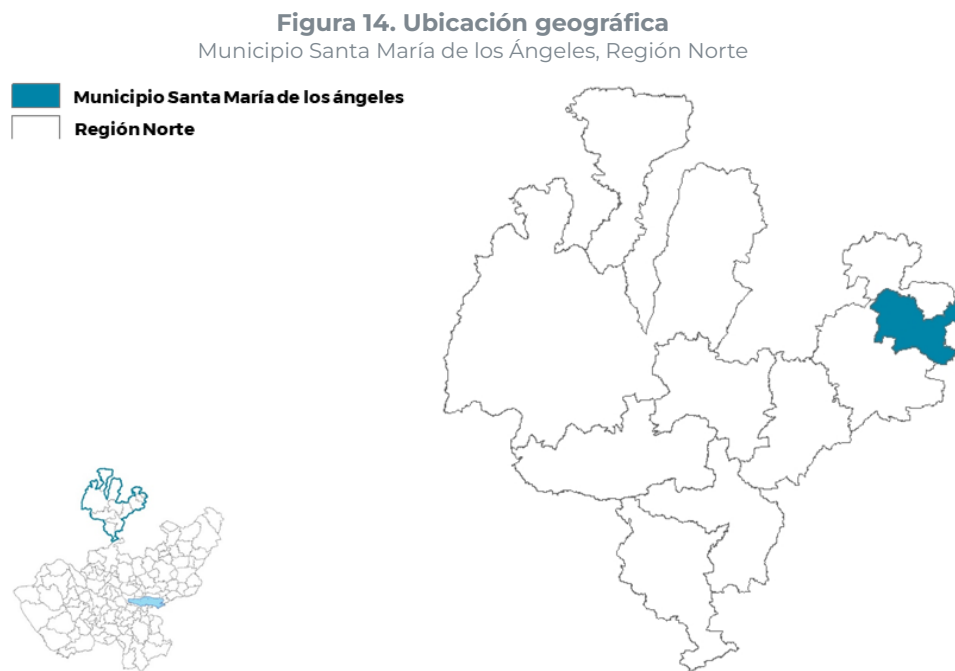 Figura 14. Ubicación geográfica
Municipio Santa María de los Ángeles, Región Norte
Municipio Santa María de los ángeles
Región Norte